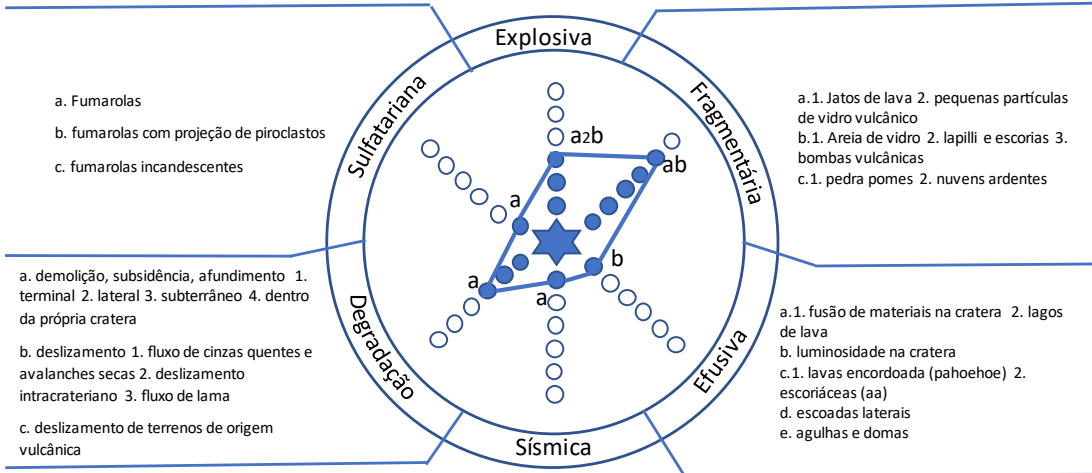 Explosiva
Fragmentária
Efusiva
Sísmica
Degradação
Sulfatariana
a. Fumarolas
b. fumarolas com projeção de piroclastos
c. fumarolas incandescentes
a.1. Jatos de lava 2. pequenas partículas
de vidro vulcânico
b.1. Areia de vidro 2. lapilli e escorias 3.
bombas vulcânicas
c.1. pedra pomes 2. nuvens ardentes
a2b
ab
a
b
a
a
a. demolição, subsidência, afundimento 1.
terminal 2. lateral 3. subterrâneo 4. dentro
da própria cratera
b. deslizamento 1. fluxo de cinzas quentes e
avalanches secas 2. deslizamento
intracrateriano 3. fluxo de lama
c. deslizamento de terrenos de origem
vulcânica
a.1. fusão de materiais na cratera 2. lagos
de lava
b. luminosidade na cratera
c.1. lavas encordoada (pahoehoe) 2.
escoriáceas (aa)
d. escoadas laterais
e. agulhas e domas